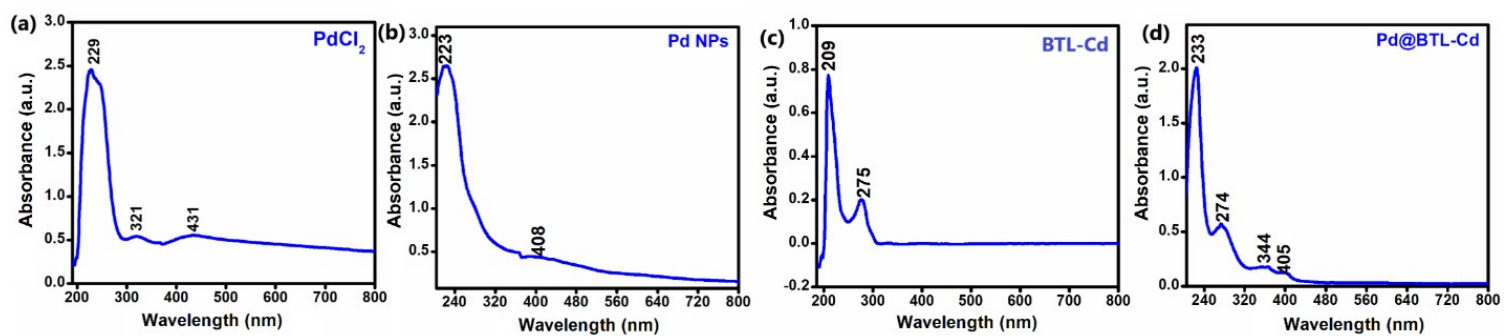 (a)
PdCl2
229
321
431
3.0
2.5
2.0
1.5
1.0
0.5
0.0
Absorbance (a.u.)
200 300 400 500 600 700 800
Wavelength (nm)
(b)
Pd NPs
223
408
3.0
2.5
2.0
1.5
1.0
0.5
Absorbance (a.u.)
240 320 400 480 560 640 720 800
Wavelength (nm)
(c)
BTL-Cd
209
275
1.0
0.8
0.6
0.4
0.2
0.0
-0.2
Absorbance (a.u.)
200 300 400 500 600 700 800
Wavelength (nm)
(d)
Pd@BTL-Cd
233
274
344
405
2.0
1.5
1.0
0.5
0.0
Absorbance (a.u.)
240 320 400 480 560 640 720 800
Wavelength (nm)